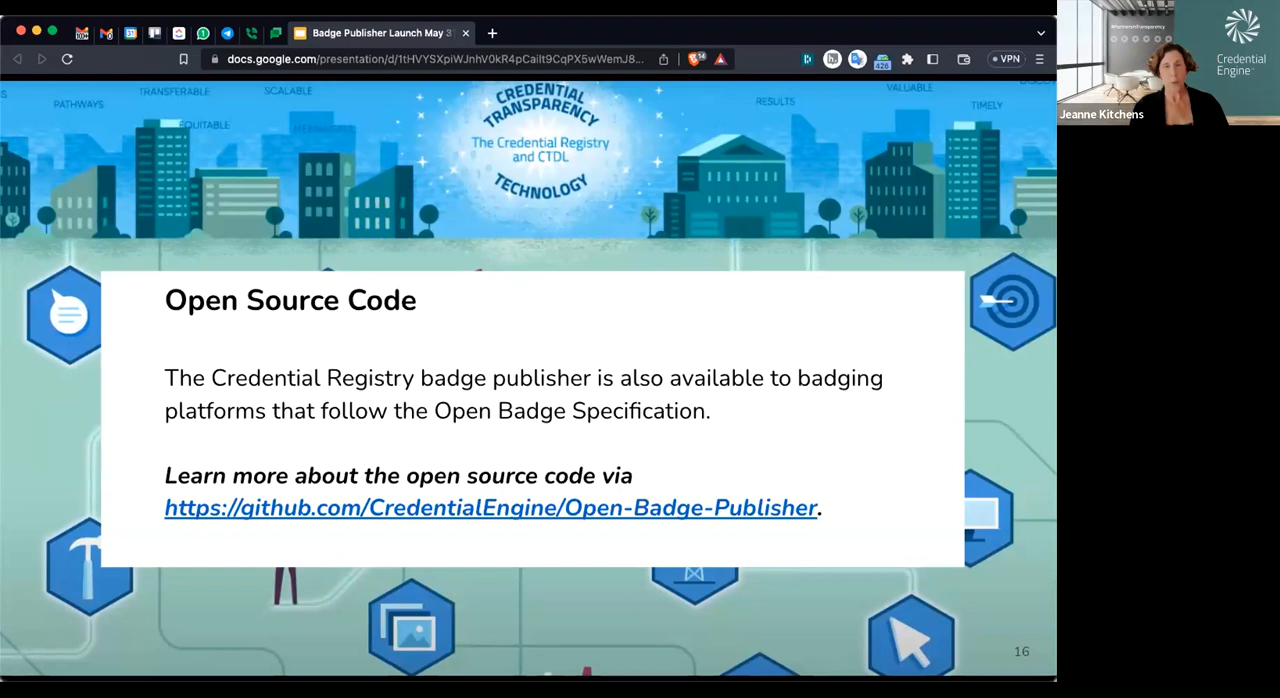 Badge Publisher Launch May 3
docs.google.com/presentation/d/1tHVYSXpiWJnhV0kR4pCailt9CqPX5wWemJ8...
14
426
VPN
PATHWAYS
TRANSFERABLE
SCALABLE
EQUITABLE
CREDENTIAL
TRANSPARENCY
The Credential Registry
and CTDL
TECHNOLOGY
RESULTS
VALUABLE
TIMELY
Open Source Code
The Credential Registry badge publisher is also available to badging
platforms that follow the Open Badge Specification.
Learn more about the open source code via
https://github.com/CredentialEngine/Open-Badge-Publisher.
16
Credential
Engine
Jeanne Kitchens